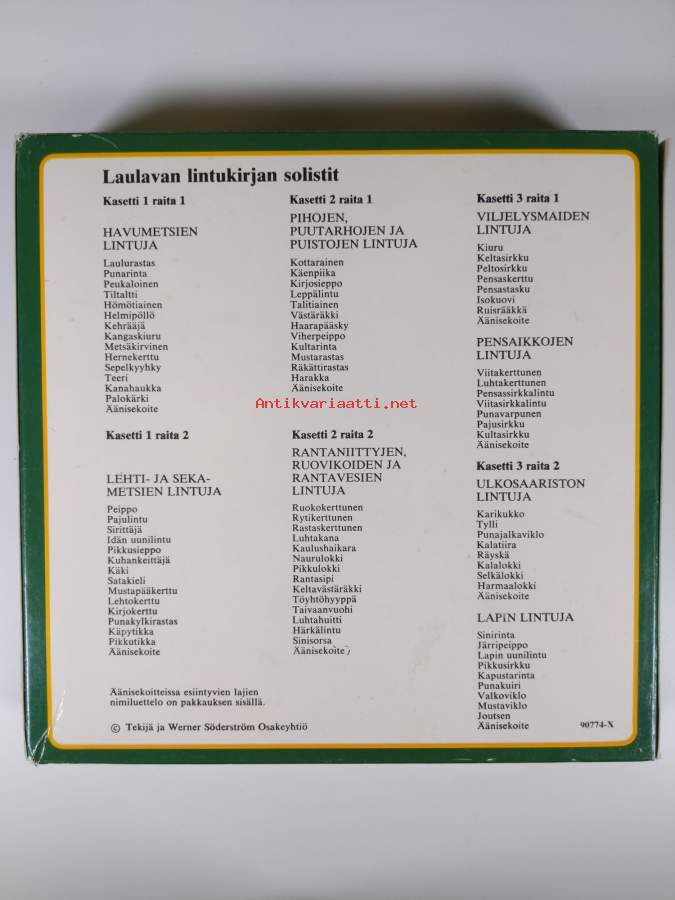 Laulavan lintukirjan solistit
Kasetti 1 raita 1
HAVUMETSIEN
LINTUJA
Laulurastas
Punarinta
Peukaloinen
Tiltaltti
Hömötiainen
Helmipöllö
Kehrääjä
Kangaskiuru
Metsäkirvinen
Hernekerttu
Sepelkyyhky
Teeri
Kanahaukka
Palokärki
Äänisekoite
Kasetti 1 raita 2
LEHTI- JA SEKA-
METSIEN LINTUJA
Peippo
Pajulintu
Sirittäjä
Idän uunilintu
Pikkusieppo
Kuhankeittäjä
Käki
Satakieli
Mustapääkerttu
Lehtokerttu
Kirjokerttu
Punakylkirastas
Käpytikka
Pikkutikka
Äänisekoite
Äänisekoitteissa esiintyvien lajien
nimiluettelo on pakkauksen sisällä.
© Tekijä ja Werner Söderström Osakeyhtiö
Kasetti 2 raita 1
PIHOJEN,
PUUTARHOJEN JA
PUISTOJEN LINTUJA
Kottarainen
Käenpiika
Kirjosieppo
Leppälintu
Talitiainen
Västäräkki
Haarapääsky
Viherpeippo
Kultarinta
Mustarastas
Räkättirastas
Harakka
Äänisekoite
Antikvariaatti.net
Kasetti 2 raita 2
RANTANIITTYJEN,
RUOVIKOIDEN JA
RANTAVESIEN
LINTUJA
Ruokokerttunen
Rytikerttunen
Rastaskerttunen
Luhtakana
Kaulushaikara
Naurulokki
Pikkulokki
Rantasipi
Keltavästäräkki
Töyhtöhyyppä
Taivaanvuohi
Luhtahuitti
Härkälintu
Sinisorsa
Äänisekoite
Kasetti 3 raita 1
VILJELYSMAIDEN
LINTUJA
Kiuru
Keltasirkku
Peltosirkku
Pensaskerttu
Pensastasku
Isokuovi
Ruisrääkkä
Äänisekoite
PENSAIKKOJEN
LINTUJA
Viitakerttunen
Luhtakerttunen
Pensassirkkalintu
Viitasirkkalintu
Punavarpunen
Pajusirkku
Kultasirkku
Äänisekoite
Kasetti 3 raita 2
ULKOSAARISTON
LINTUJA
Karikukko
Tylli
Punajalkaviklo
Kalatiira
Räyskä
Kalalokki
Selkälokki
Harmaalokki
Äänisekoite
LAPIN LINTUJA
Sinirinta
Järripeippo
Lapin uunilintu
Pikkusirkku
Kapustarinta
Punakuiri
Valkoviklo
Mustaviklo
Joutsen
Äänisekoite
90774-X